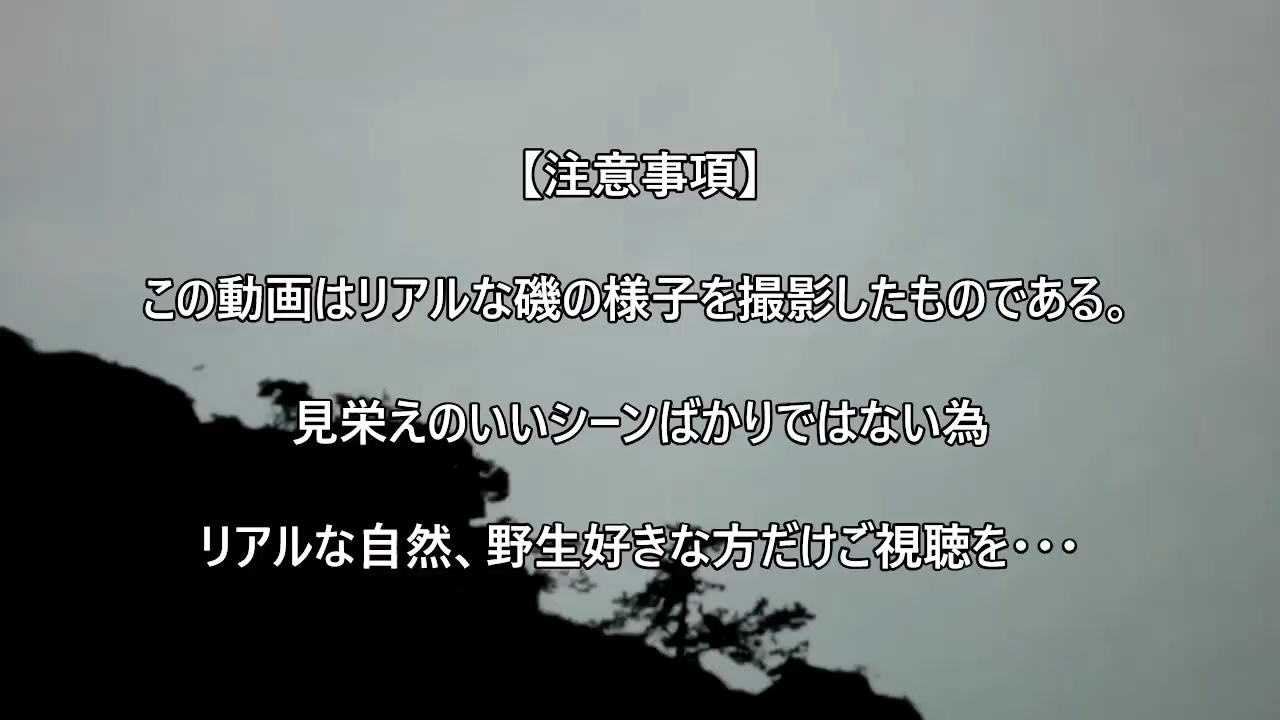 【注意事項】
この動画はリアルな磯の様子を撮影したものである。
見栄えのいいシーンばかりではない為
リアルな自然、野生好きな方だけご視聴を・・・